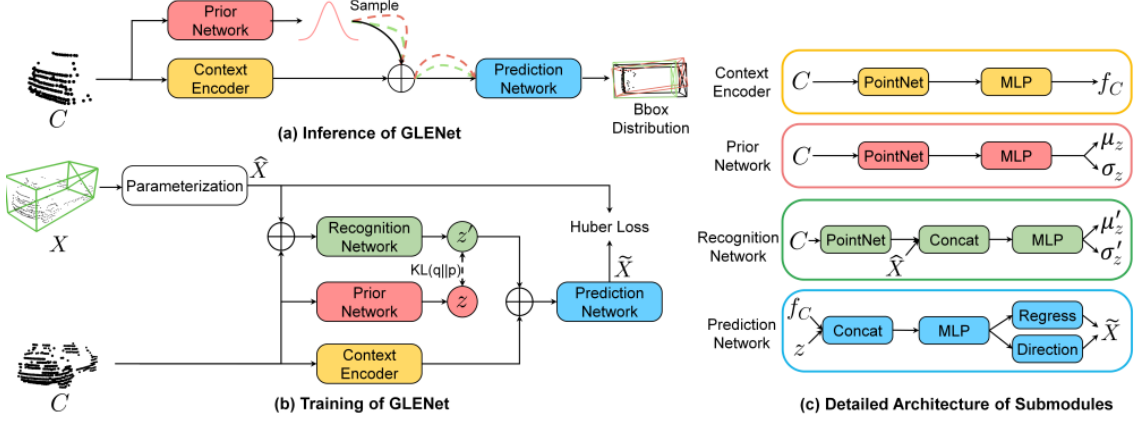 Prior
Network
Sample
Context
Encoder
Prediction
Network
C
Bbox
Distribution
(a) Inference of GLENet
X
Parameterization
X̂
Recognition
Network
z′
Huber Loss
KL(q||p)
X̃
Prior
Network
z
Prediction
Network
Context
Encoder
C
(b) Training of GLENet
Context
Encoder
C
PointNet
MLP
f_C
Prior
Network
C
PointNet
MLP
μ_z
σ_z
Recognition
Network
C
PointNet
X̂
Concat
MLP
μ′_z
σ′_z
Prediction
Network
f_C
z
Concat
MLP
Regress
Direction
X̃
(c) Detailed Architecture of Submodules